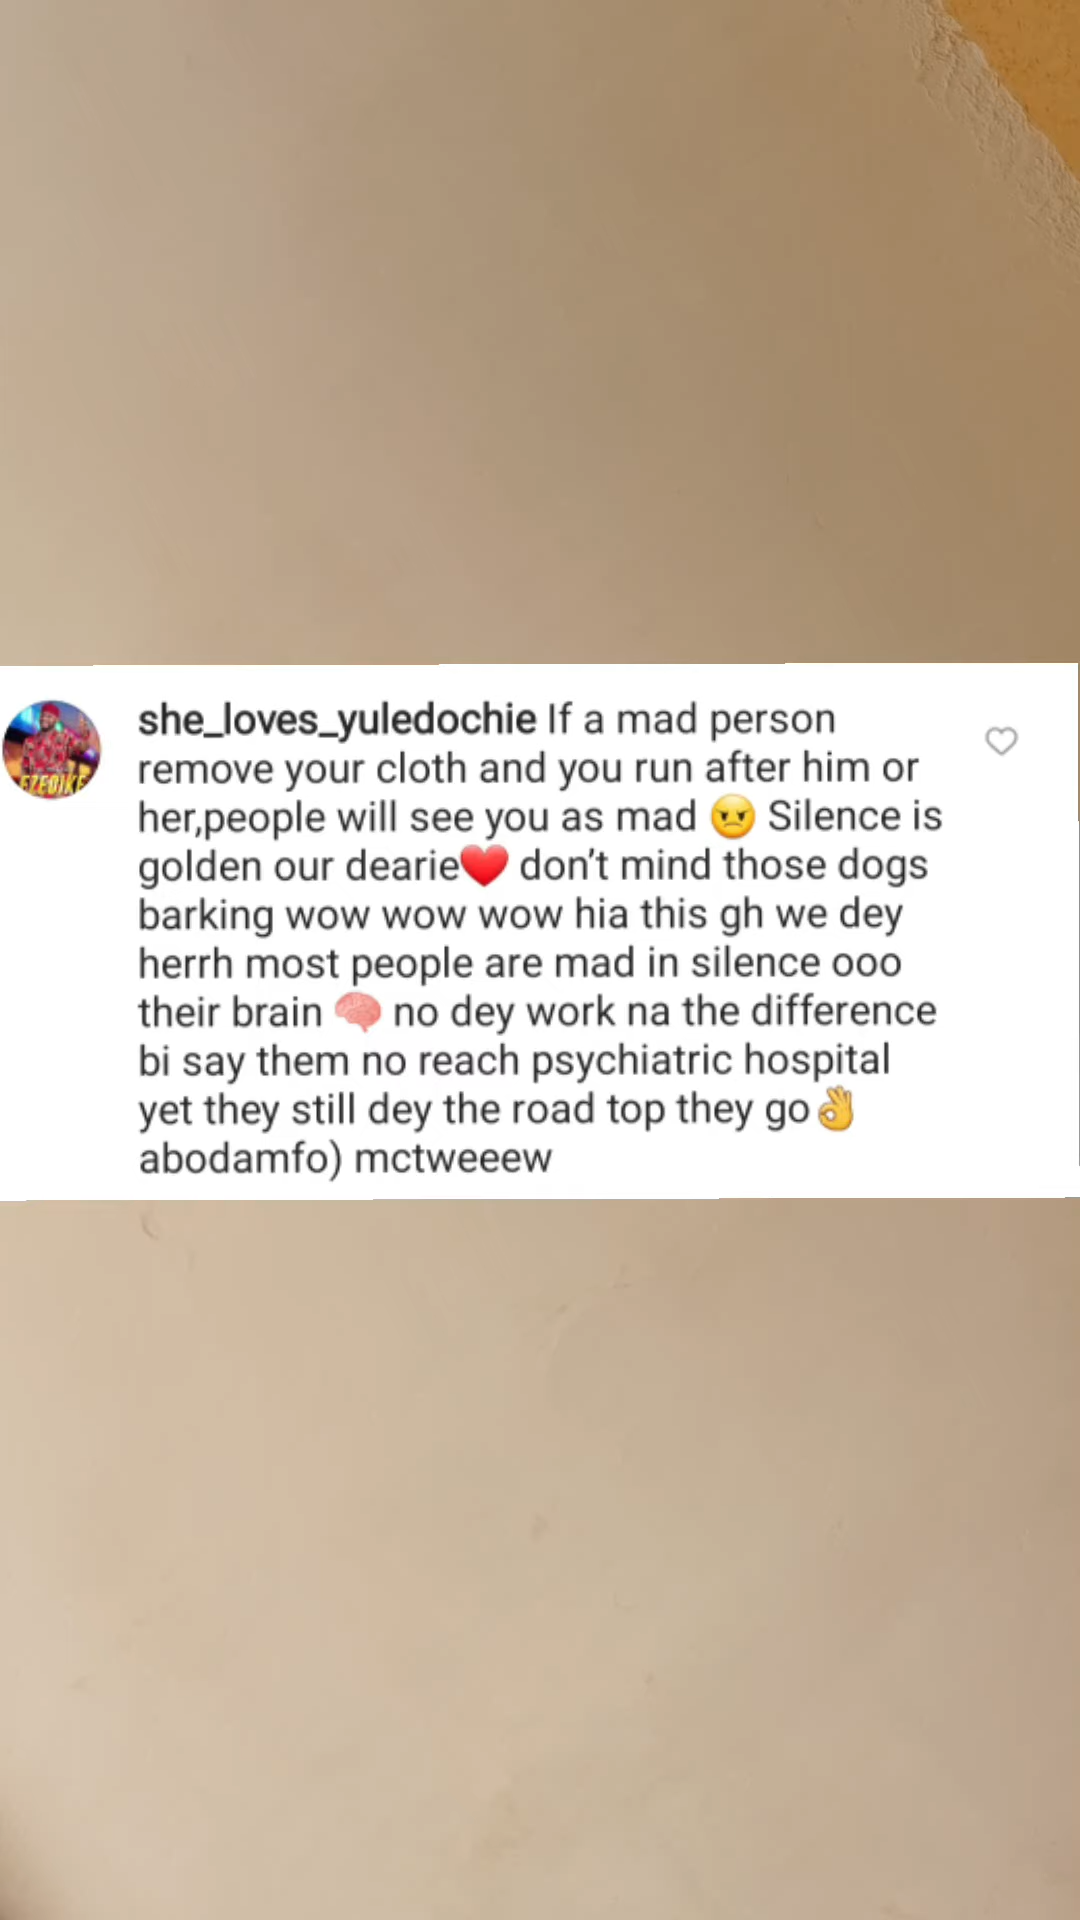 she_loves_yuledochie If a mad person
remove your cloth and you run after him or
her,people will see you as mad 😠 Silence is
golden our dearie❤️ don't mind those dogs
barking wow wow wow hia this gh we dey
herrh most people are mad in silence ooo
their brain 🧠 no dey work na the difference
bi say them no reach psychiatric hospital
yet they still dey the road top they go👌
abodamfo) mctweeew
EZEDIKE